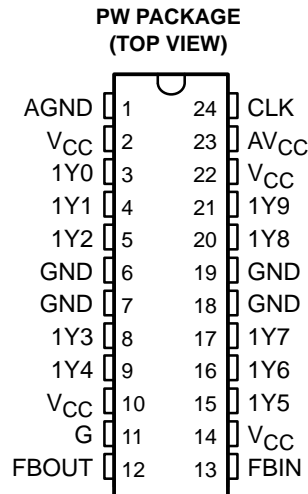 PW PACKAGE
(TOP VIEW)
AGND 1 24 CLK
VCC 2 23 AVCC
1Y0 3 22 VCC
1Y1 4 21 1Y9
1Y2 5 20 1Y8
GND 6 19 GND
GND 7 18 GND
1Y3 8 17 1Y7
1Y4 9 16 1Y6
VCC 10 15 1Y5
G 11 14 VCC
FBOUT 12 13 FBIN